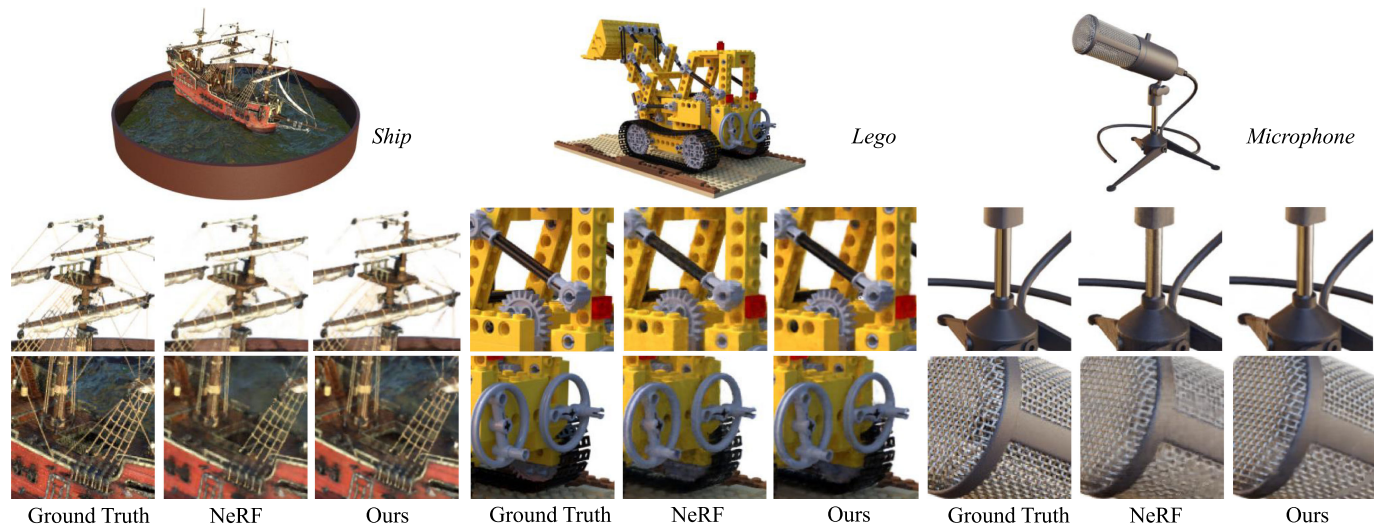 Ship
Lego
Microphone
Ground Truth NeRF Ours Ground Truth NeRF Ours Ground Truth NeRF Ours